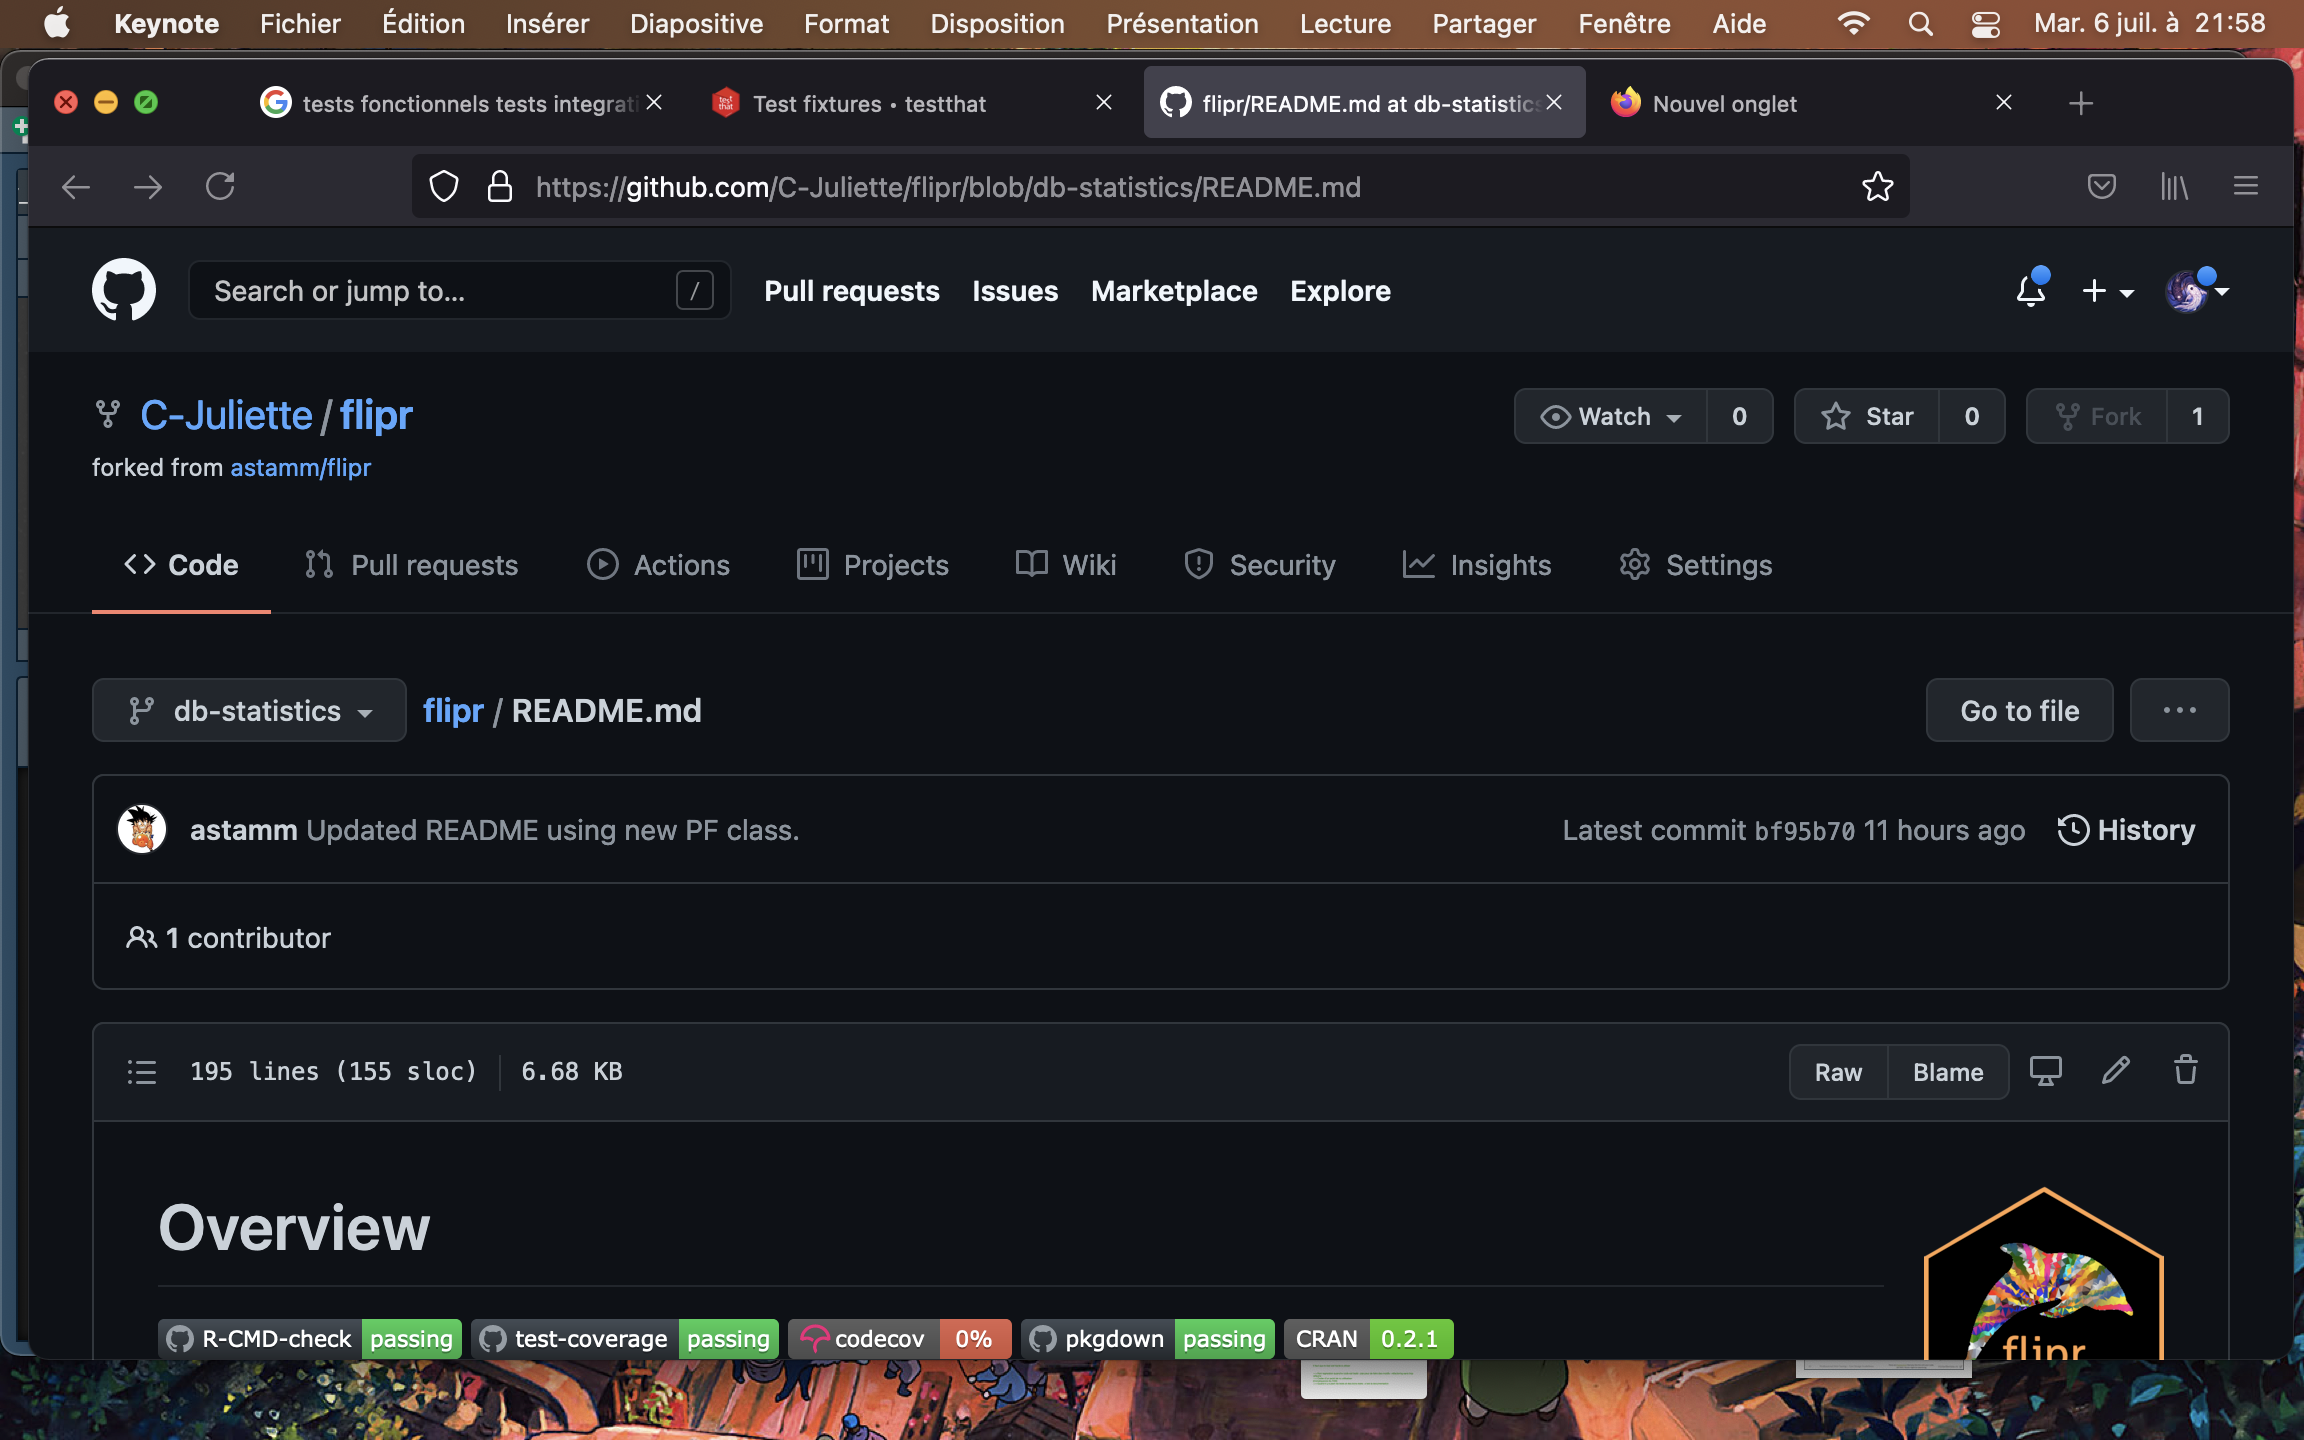 Keynote Fichier Édition Insérer Diapositive Format Disposition Présentation Lecture Partager Fenêtre Aide Mar. 6 juil. à 21:58
tests fonctionnels tests integrati Test fixtures • testthat flipr/README.md at db-statistics Nouvel onglet
https://github.com/C-Juliette/flipr/blob/db-statistics/README.md
Search or jump to... / Pull requests Issues Marketplace Explore
C-Juliette / flipr Watch 0 Star 0 Fork 1
forked from astamm/flipr
Code Pull requests Actions Projects Wiki Security Insights Settings
db-statistics flipr / README.md Go to file ...
astamm Updated README using new PF class. Latest commit bf95b70 11 hours ago History
1 contributor
195 lines (155 sloc) 6.68 KB Raw Blame
Overview
R-CMD-check passing test-coverage passing codecov 0% pkgdown passing CRAN 0.2.1
flipr